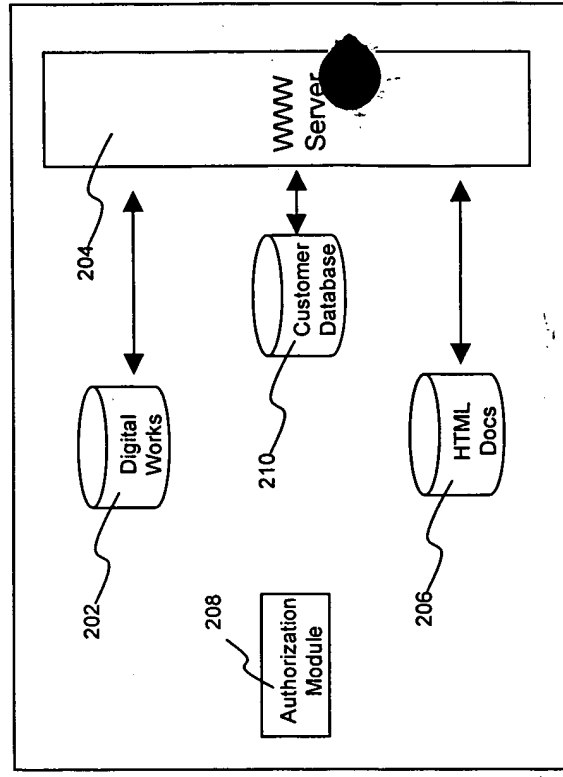 204
WWW
Server
202
Digital
Works
210
Customer
Database
206
HTML
Docs
208
Authorization
Module